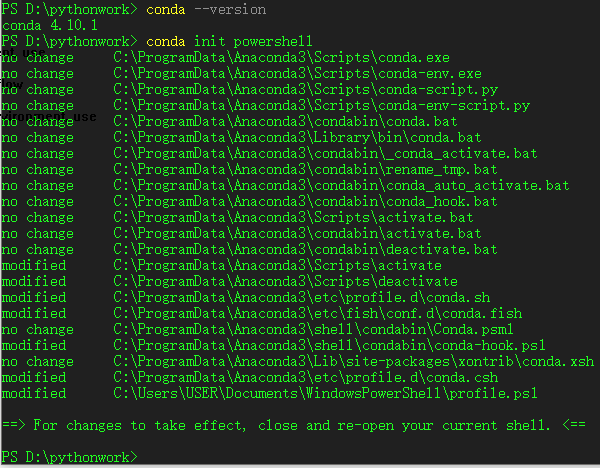 PS D:\pythonwork> conda --version
conda 4.10.1
PS D:\pythonwork> conda init powershell
no change     C:\ProgramData\Anaconda3\Scripts\conda.exe
no change     C:\ProgramData\Anaconda3\Scripts\conda-env.exe
no change     C:\ProgramData\Anaconda3\Scripts\conda-script.py
no change     C:\ProgramData\Anaconda3\Scripts\conda-env-script.py
no change     C:\ProgramData\Anaconda3\condabin\conda.bat
no change     C:\ProgramData\Anaconda3\Library\bin\conda.bat
no change     C:\ProgramData\Anaconda3\condabin\_conda_activate.bat
no change     C:\ProgramData\Anaconda3\condabin\rename_tmp.bat
no change     C:\ProgramData\Anaconda3\condabin\conda_auto_activate.bat
no change     C:\ProgramData\Anaconda3\condabin\conda_hook.bat
no change     C:\ProgramData\Anaconda3\Scripts\activate.bat
no change     C:\ProgramData\Anaconda3\condabin\activate.bat
no change     C:\ProgramData\Anaconda3\condabin\deactivate.bat
modified      C:\ProgramData\Anaconda3\Scripts\activate
modified      C:\ProgramData\Anaconda3\Scripts\deactivate
modified      C:\ProgramData\Anaconda3\etc\profile.d\conda.sh
modified      C:\ProgramData\Anaconda3\etc\fish\conf.d\conda.fish
no change     C:\ProgramData\Anaconda3\shell\condabin\Conda.psm1
modified      C:\ProgramData\Anaconda3\shell\condabin\conda-hook.ps1
no change     C:\ProgramData\Anaconda3\Lib\site-packages\xontrib\conda.xsh
modified      C:\ProgramData\Anaconda3\etc\profile.d\conda.csh
modified      C:\Users\USER\Documents\WindowsPowerShell\profile.ps1
==> For changes to take effect, close and re-open your current shell. <==
PS D:\pythonwork>